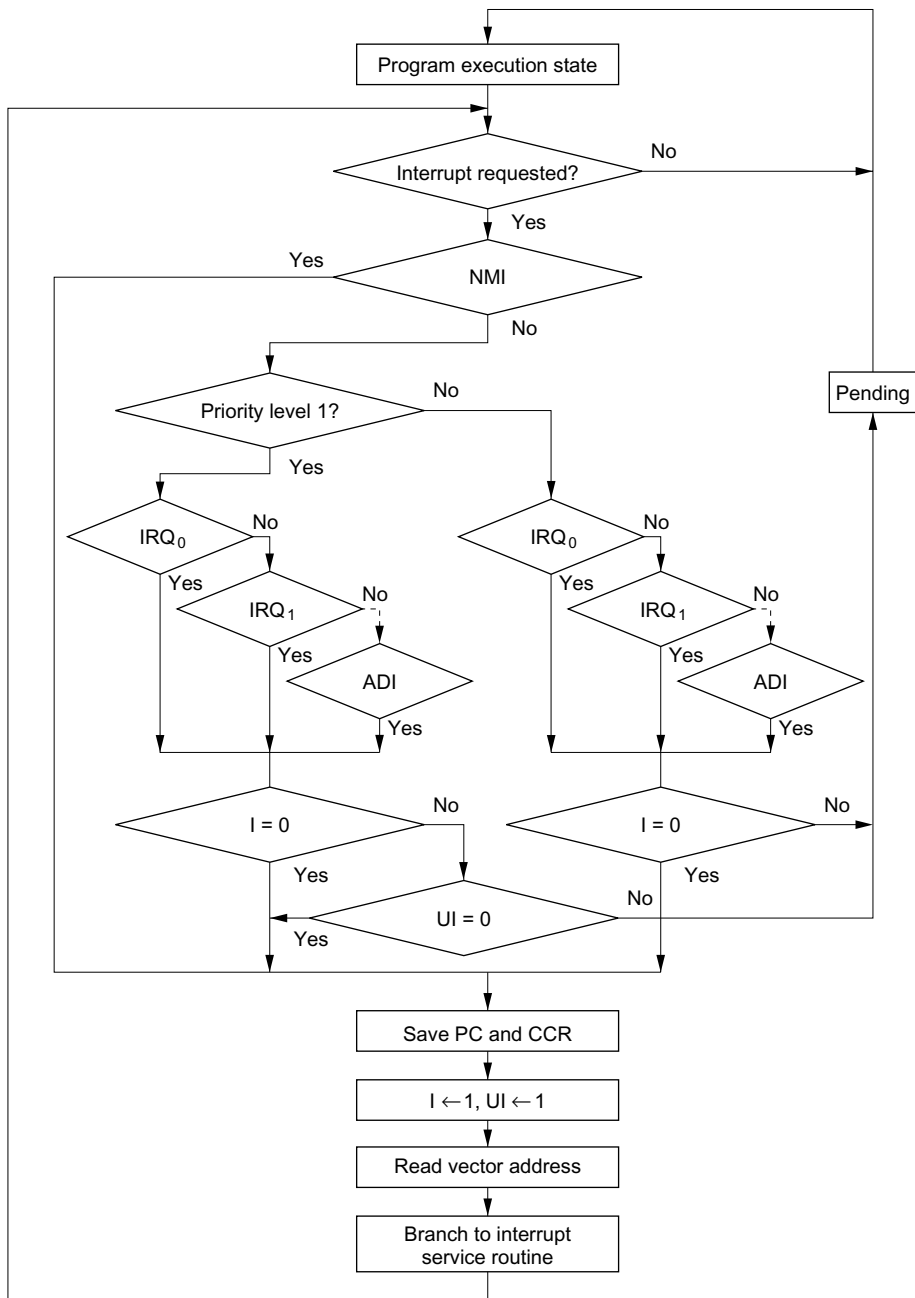 Program execution state
Interrupt requested?
No
Yes
Yes
NMI
No
Pending
Priority level 1?
No
Yes
IRQ0
No
Yes
IRQ1
No
Yes
ADI
Yes
IRQ0
No
Yes
IRQ1
No
Yes
ADI
Yes
I = 0
No
Yes
I = 0
No
Yes
UI = 0
No
Yes
Save PC and CCR
I ←1, UI ←1
Read vector address
Branch to interrupt
service routine